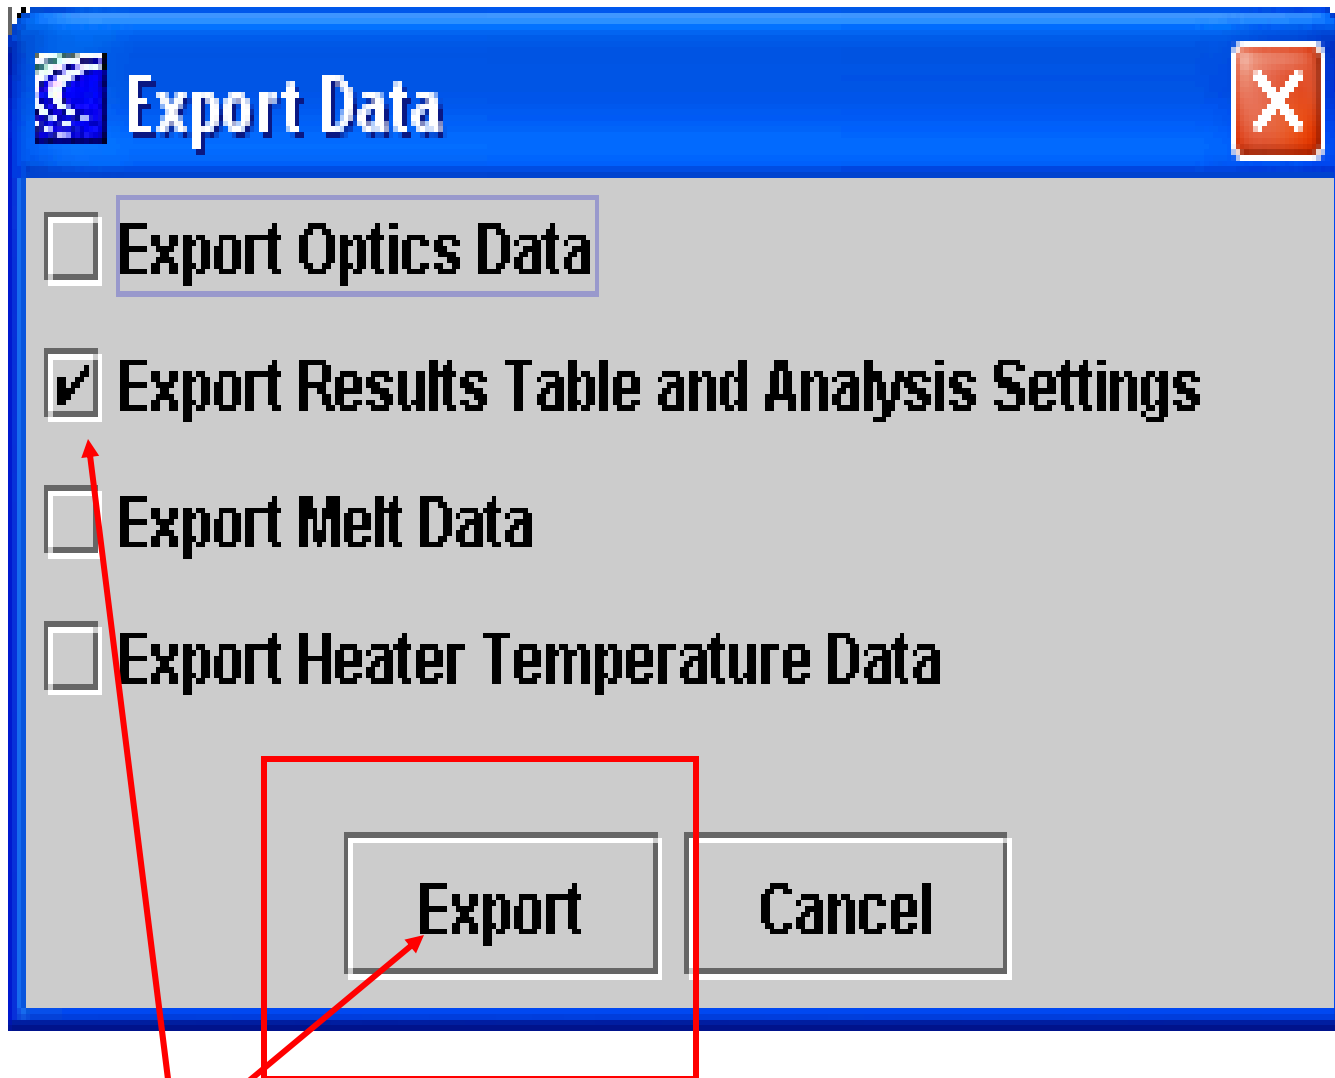 Export Data
Export Optics Data
Export Results Table and Analysis Settings
Export Melt Data
Export Heater Temperature Data
Export Cancel